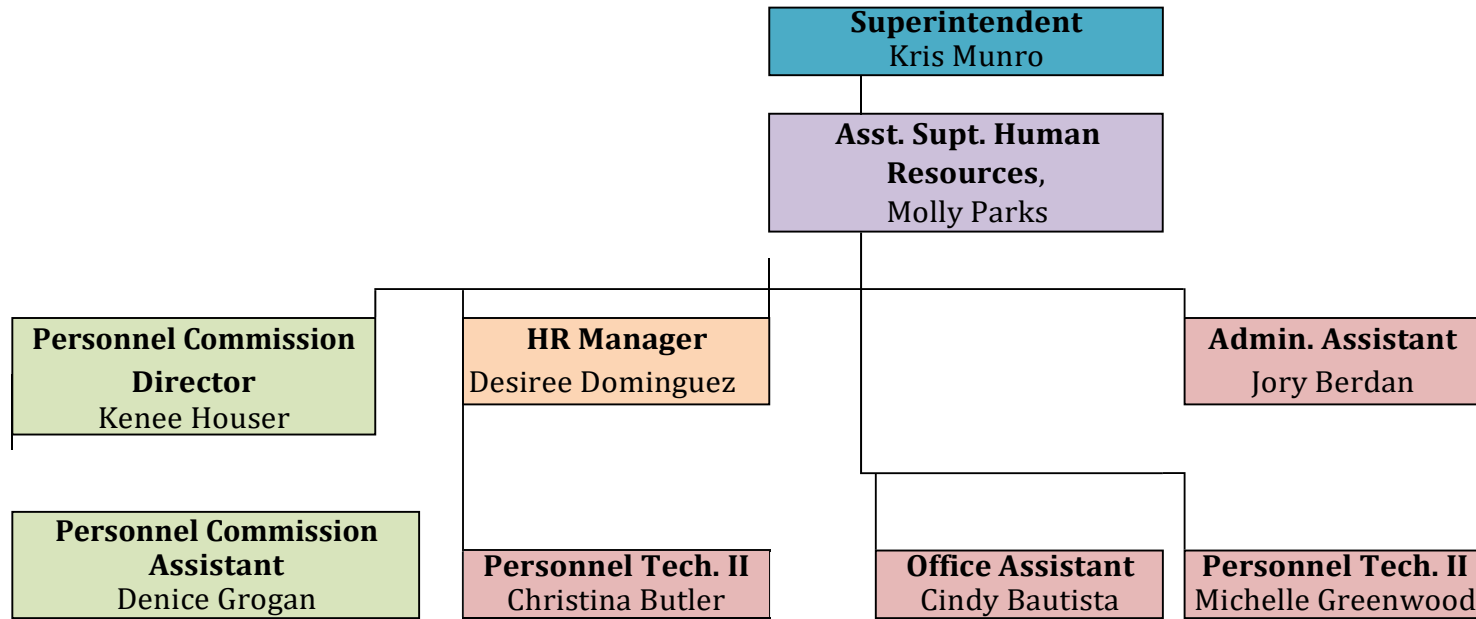 Superintendent
Kris Munro
Asst. Supt. Human
Resources,
Molly Parks
Personnel Commission
Director
Kenee Houser
HR Manager
Desiree Dominguez
Admin. Assistant
Jory Berdan
Personnel Commission
Assistant
Denice Grogan
Personnel Tech. II
Christina Butler
Office Assistant
Cindy Bautista
Personnel Tech. II
Michelle Greenwood